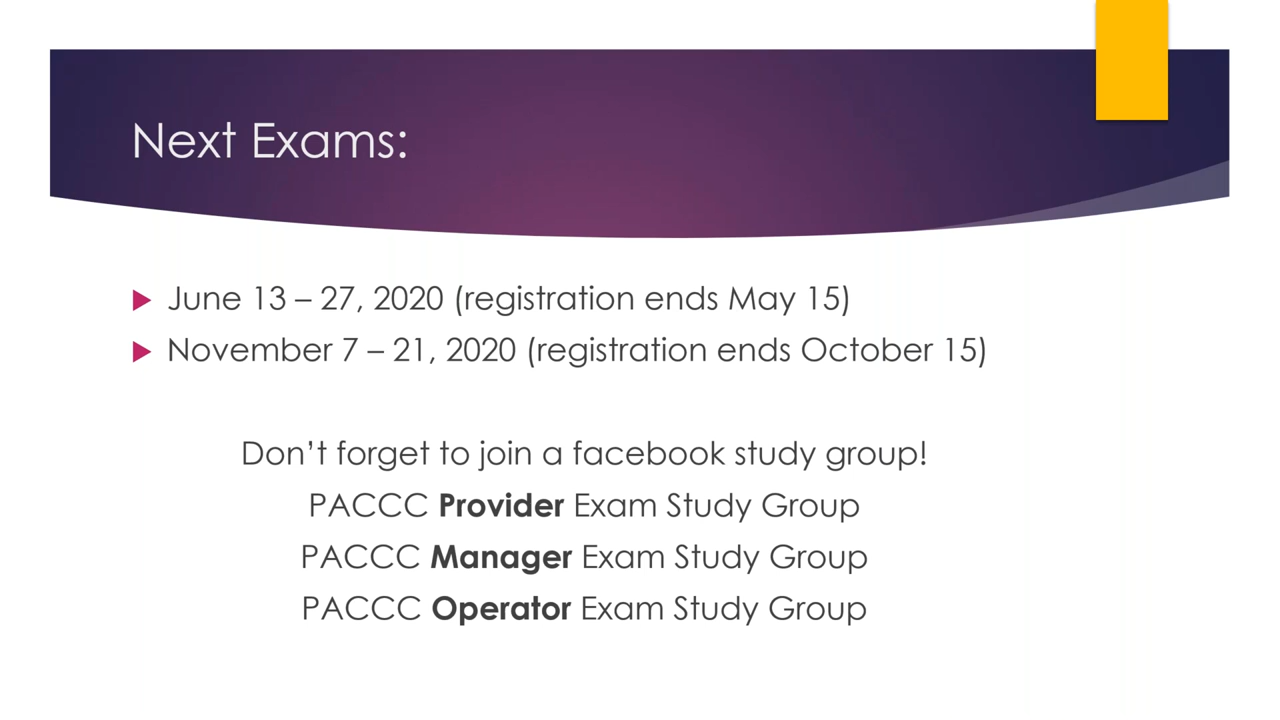 Next Exams:
June 13 – 27, 2020 (registration ends May 15)
November 7 – 21, 2020 (registration ends October 15)
Don’t forget to join a facebook study group!
PACCC Provider Exam Study Group
PACCC Manager Exam Study Group
PACCC Operator Exam Study Group